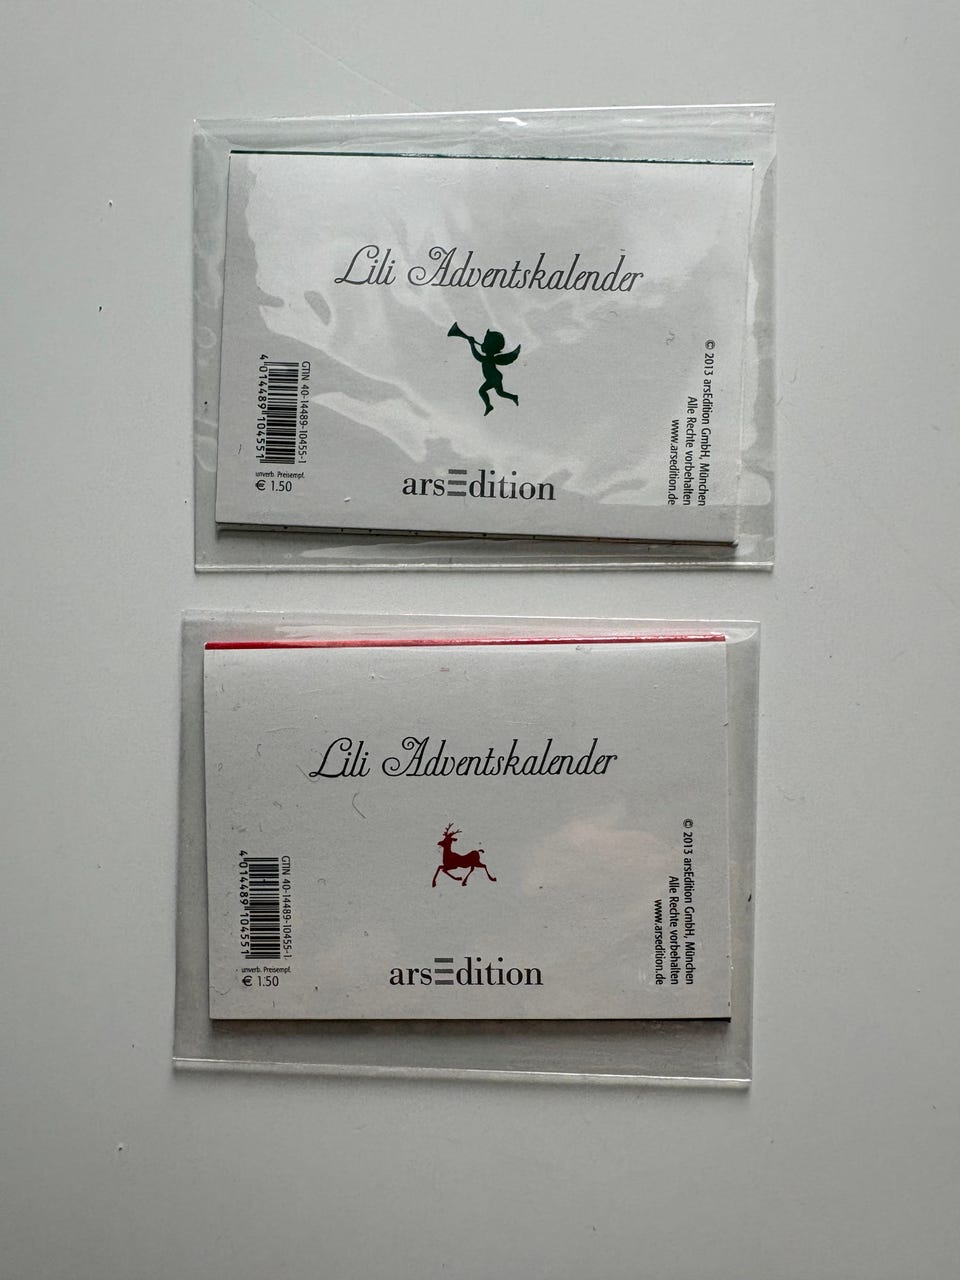 Lili Adventskalender
GTIN 40-14489-10455-1
4 014489 104551
unverb. Preisempf.
€ 1.50
arsEdition
© 2013 arsEdition GmbH, München
Alle Rechte vorbehalten
www.arsedition.de
Lili Adventskalender
GTIN 40-14489-10455-1
4 014489 104551
unverb. Preisempf.
€ 1.50
arsEdition
© 2013 arsEdition GmbH, München
Alle Rechte vorbehalten
www.arsedition.de